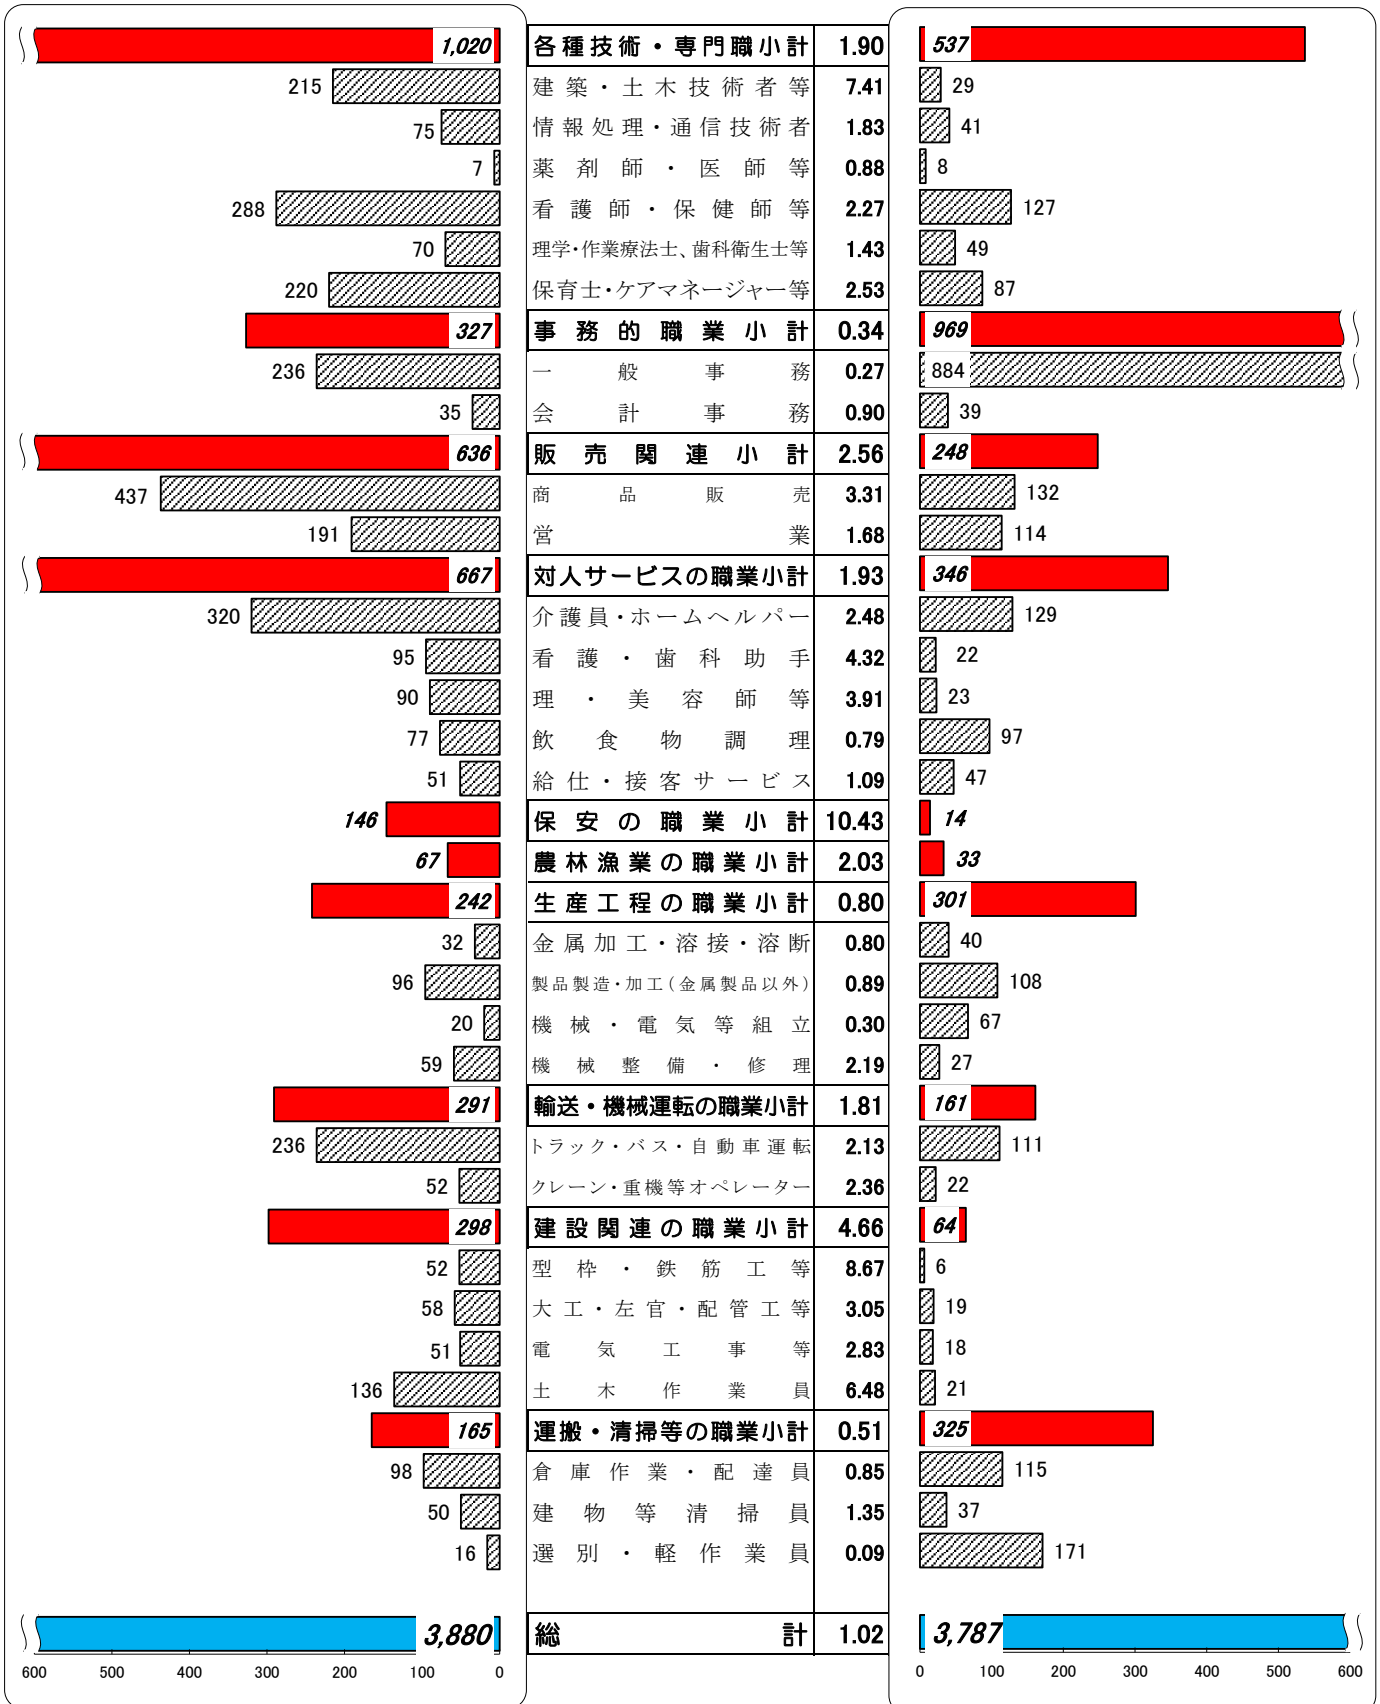 1,020 各種技術・専門職小計 1.90 537
215 建築・土木技術者等 7.41 29
75 情報処理・通信技術者 1.83 41
7 薬剤師・医師等 0.88 8
288 看護師・保健師等 2.27 127
70 理学・作業療法士、歯科衛生士等 1.43 49
220 保育士・ケアマネージャー等 2.53 87
327 事務的職業小計 0.34 969
236 一般事務 0.27 884
35 会計事務 0.90 39
636 販売関連小計 2.56 248
437 商品販売 3.31 132
191 営業 1.68 114
667 対人サービスの職業小計 1.93 346
320 介護員・ホームヘルパー 2.48 129
95 看護・歯科助手 4.32 22
90 理・美容師等 3.91 23
77 飲食物調理 0.79 97
51 給仕・接客サービス 1.09 47
146 保安の職業小計 10.43 14
67 農林漁業の職業小計 2.03 33
242 生産工程の職業小計 0.80 301
32 金属加工・溶接・溶断 0.80 40
96 製品製造・加工(金属製品以外) 0.89 108
20 機械・電気等組立 0.30 67
59 機械整備・修理 2.19 27
291 輸送・機械運転の職業小計 1.81 161
236 トラック・バス・自動車運転 2.13 111
52 クレーン・重機等オペレーター 2.36 22
298 建設関連の職業小計 4.66 64
52 型枠・鉄筋工等 8.67 6
58 大工・左官・配管工等 3.05 19
51 電気工事等 2.83 18
136 土木作業員 6.48 21
165 運搬・清掃等の職業小計 0.51 325
98 倉庫作業・配達員 0.85 115
50 建物等清掃員 1.35 37
16 選別・軽作業員 0.09 171
3,880 総計 1.02 3,787
600 500 400 300 200 100 0 0 100 200 300 400 500 600